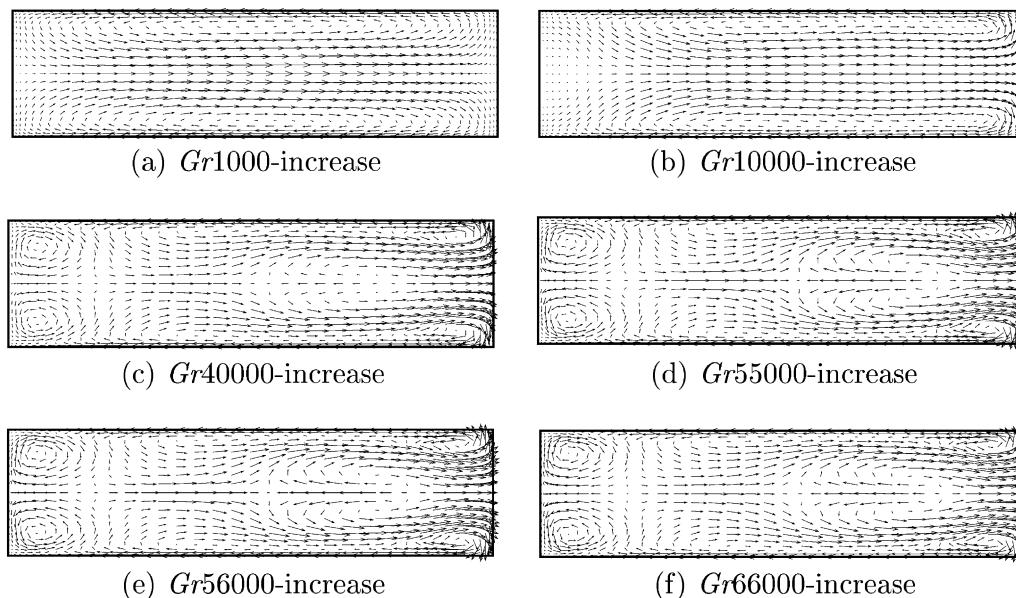 (a) Gr1000-increase
(b) Gr10000-increase
(c) Gr40000-increase
(d) Gr55000-increase
(e) Gr56000-increase
(f) Gr66000-increase